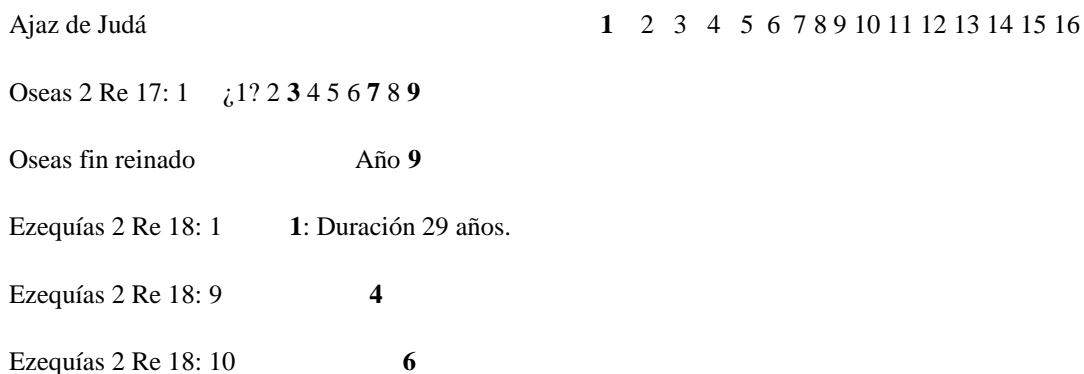 Ajaz de Judá 1 2 3 4 5 6 7 8 9 10 11 12 13 14 15 16
Oseas 2 Re 17: 1 ¿1? 2 3 4 5 6 7 8 9
Oseas fin reinado Año 9
Ezequías 2 Re 18: 1 1: Duración 29 años.
Ezequías 2 Re 18: 9 4
Ezequías 2 Re 18: 10 6